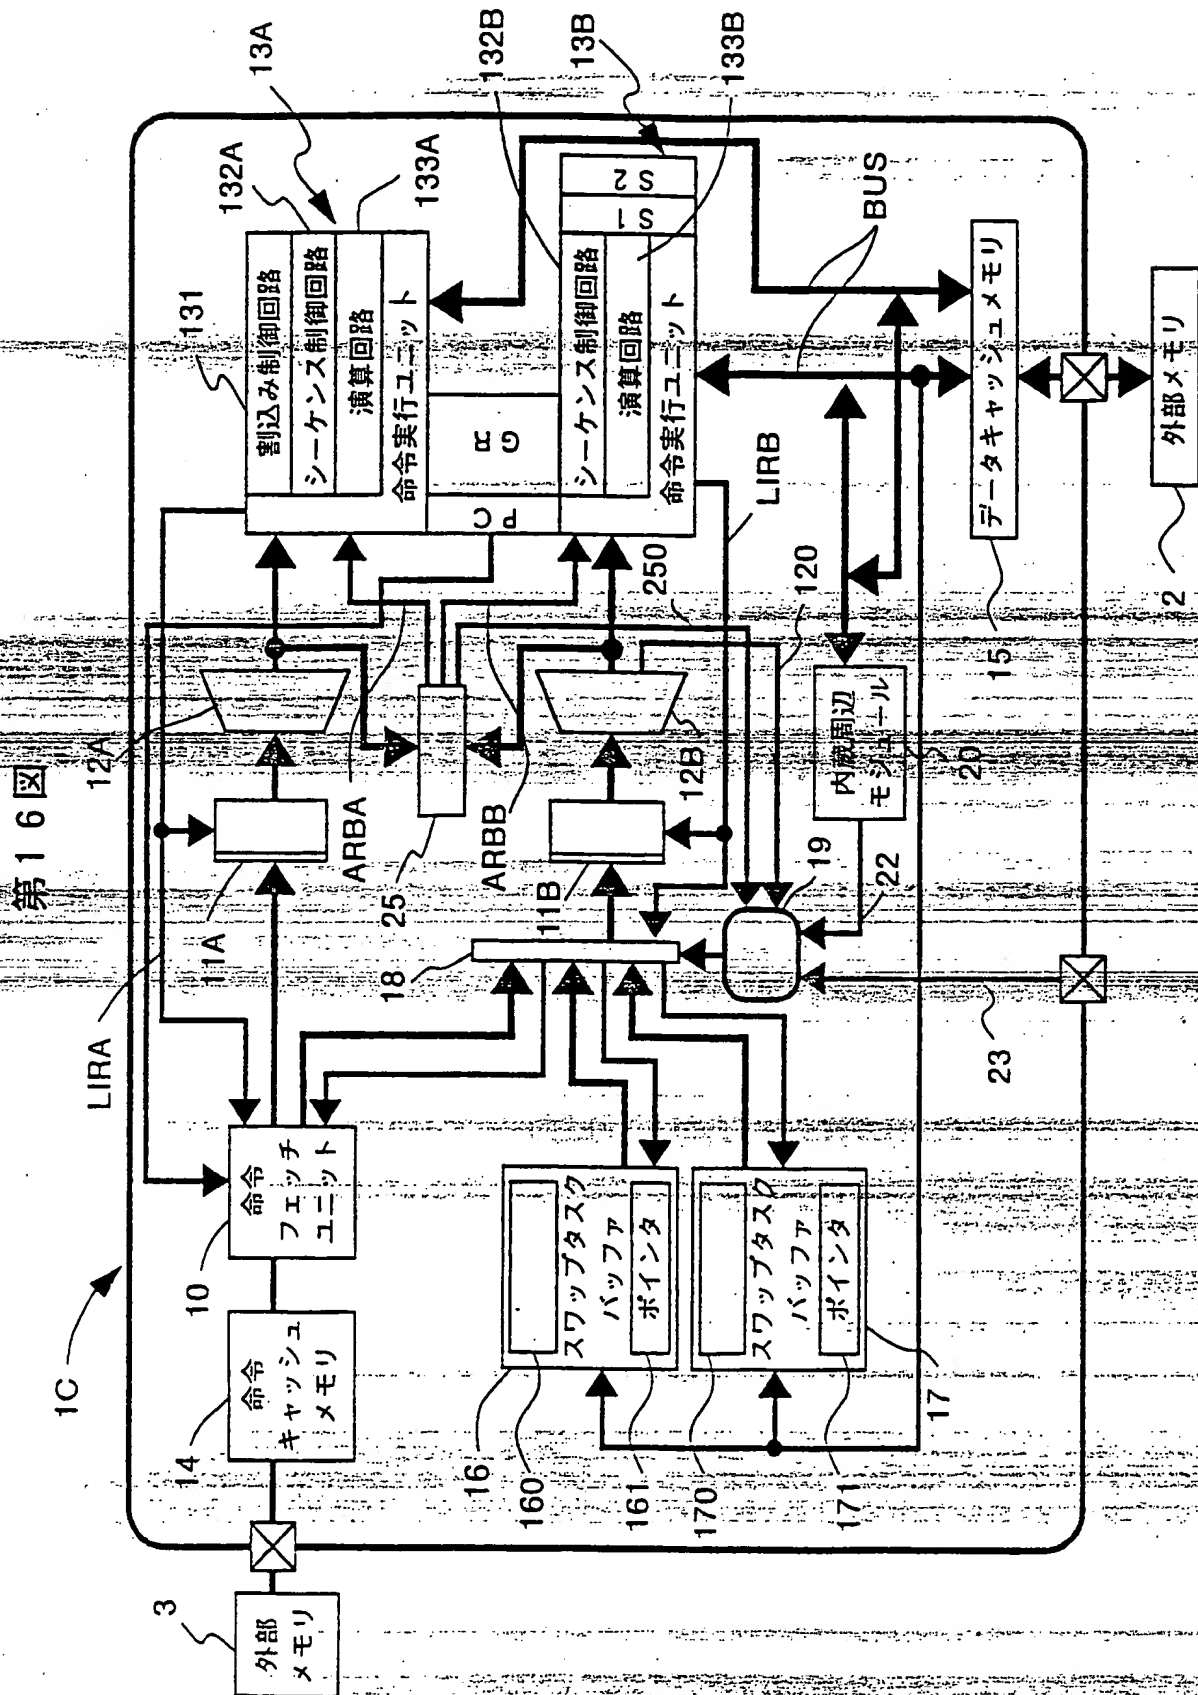 第16図
1C
3
外部
メモリ
14
命令
キャッシュ
メモリ
10
命令
フェッチ
ユニット
LIRA
11A
12A
131
132A
13A
133A
割込み制御回路
シーケンス制御回路
演算回路
命令実行ユニット
PC
GR
132B
13B
133B
シーケンス制御回路
演算回路
命令実行ユニット
S1
S2
ARBA
25
ARBB
18
11B
12B
250
LIRB
120
BUS
16
160
161
スワップタスク
バッファ
ポインタ
170
171
17
スワップタスク
バッファ
ポインタ
19
22
23
内蔵周辺
モジュール
20
15
データキャッシュメモリ
2
外部メモリ